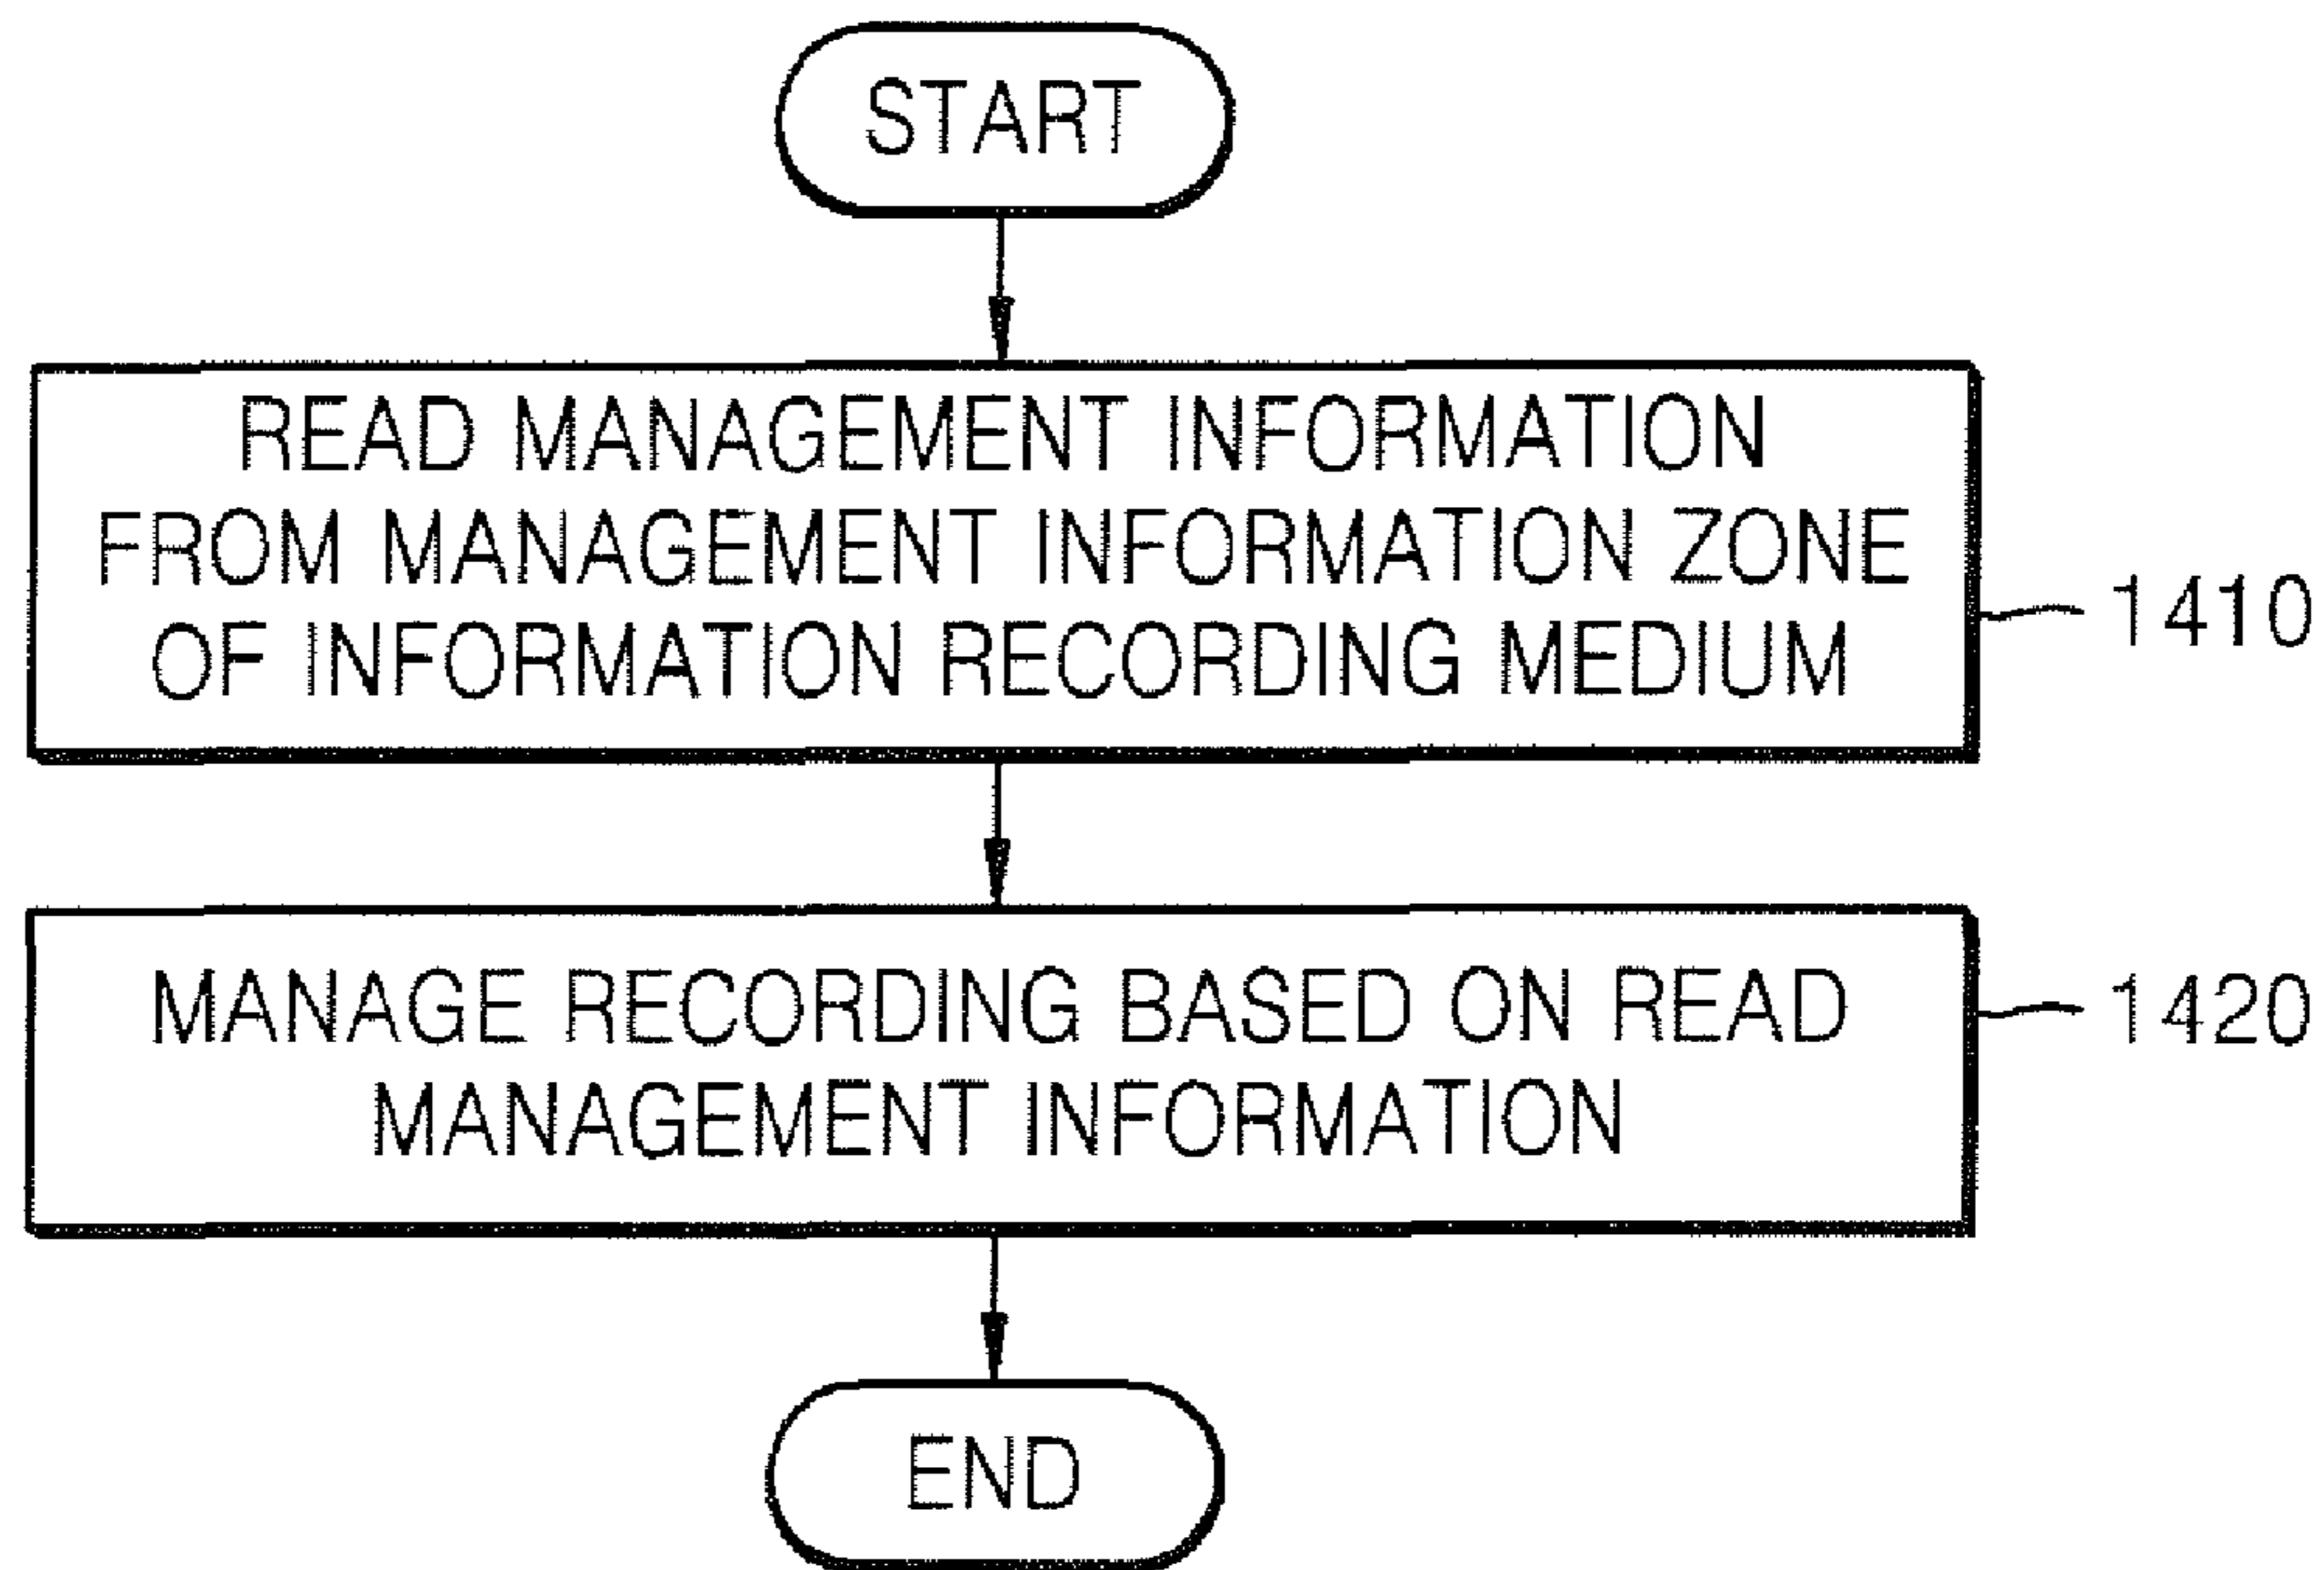 START
READ MANAGEMENT INFORMATION
FROM MANAGEMENT INFORMATION ZONE
OF INFORMATION RECORDING MEDIUM
1410
MANAGE RECORDING BASED ON READ
MANAGEMENT INFORMATION
1420
END